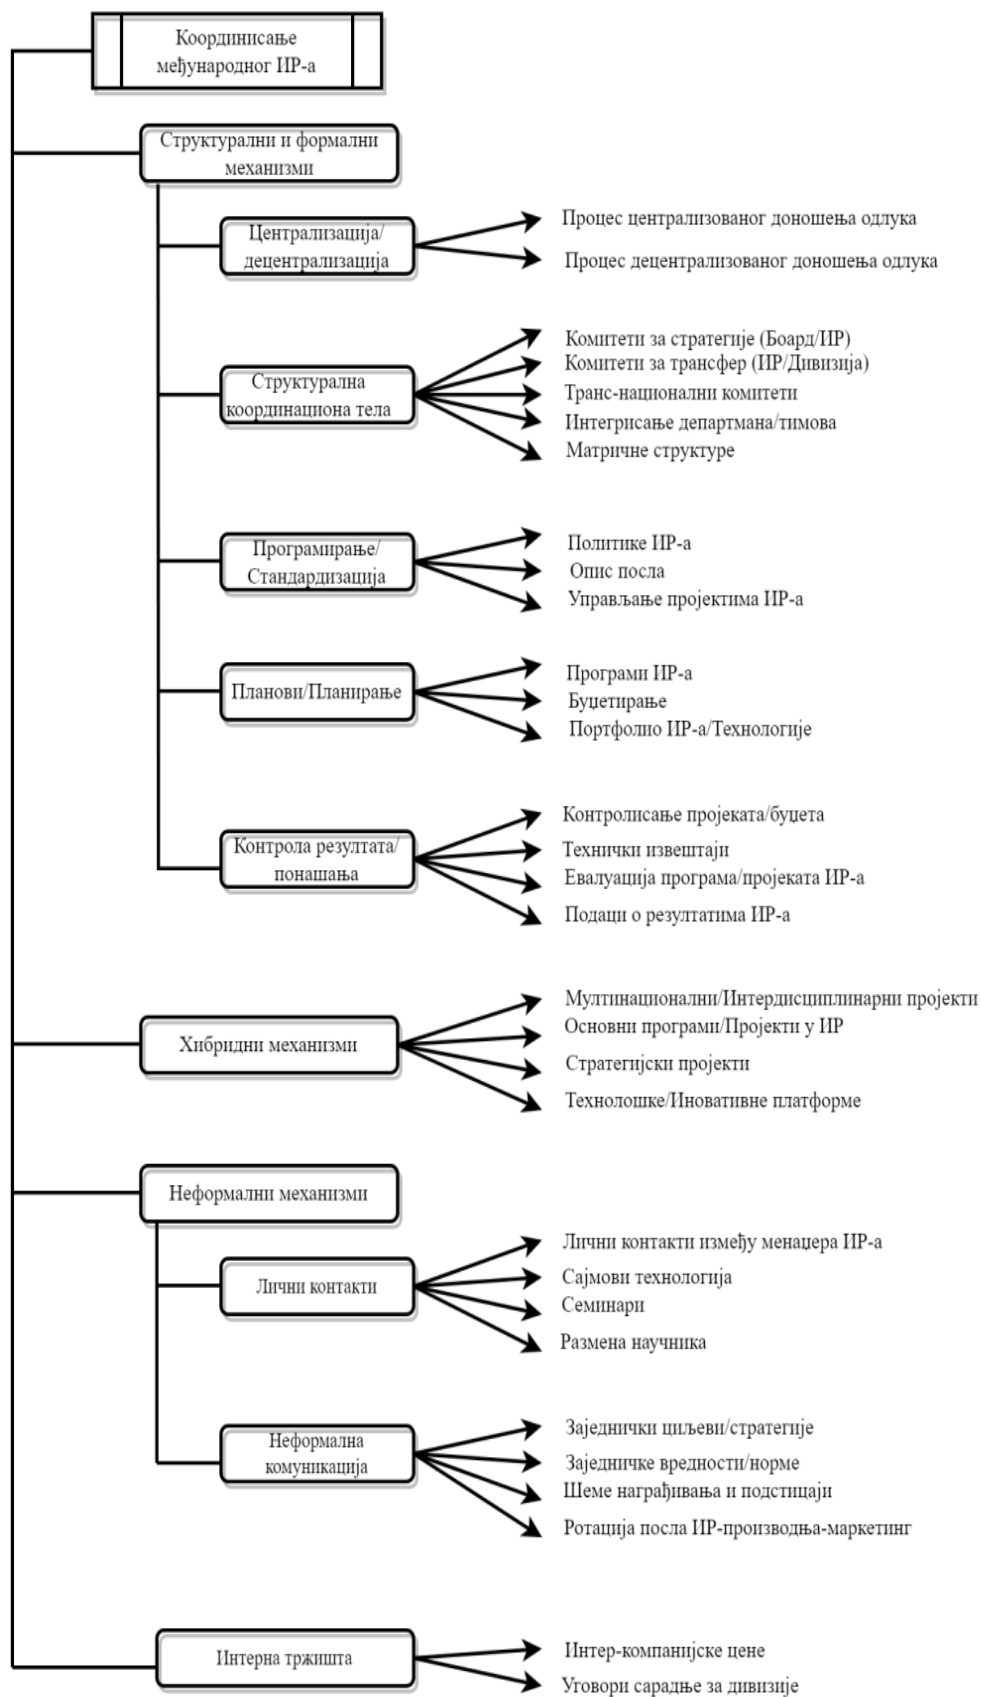 Координисање
међународног ИР-а
Структурални и формални
механизми
Централизација/
децентрализација
Процес централизованог доношења одлука
Процес децентрализованог доношења одлука
Структурална
координациона тела
Комитети за стратегије (Боард/ИР)
Комитети за трансфер (ИР/Дивизија)
Транс-национални комитети
Интегрисање департмана/тимова
Матричне структуре
Програмирање/
Стандардизација
Политике ИР-а
Опис посла
Управљање пројектима ИР-а
Планови/Планирање
Програми ИР-а
Буџетирање
Портфолио ИР-а/Технологије
Контрола резултата/
понашања
Контролисање пројеката/буџета
Технички извештаји
Евалуација програма/пројеката ИР-а
Подаци о резултатима ИР-а
Хибридни механизми
Мултинационални/Интердисциплинарни пројекти
Основни програми/Пројекти у ИР
Стратегијски пројекти
Технолошке/Иновативне платформе
Неформални механизми
Лични контакти
Лични контакти између менаџера ИР-а
Сајмови технологија
Семинари
Размена научника
Неформална
комуникација
Заједнички циљеви/стратегије
Заједничке вредности/норме
Шеме награђивања и подстицаји
Ротација посла ИР-производња-маркетинг
Интерна тржишта
Интер-компанијске цене
Уговори сарадње за дивизије